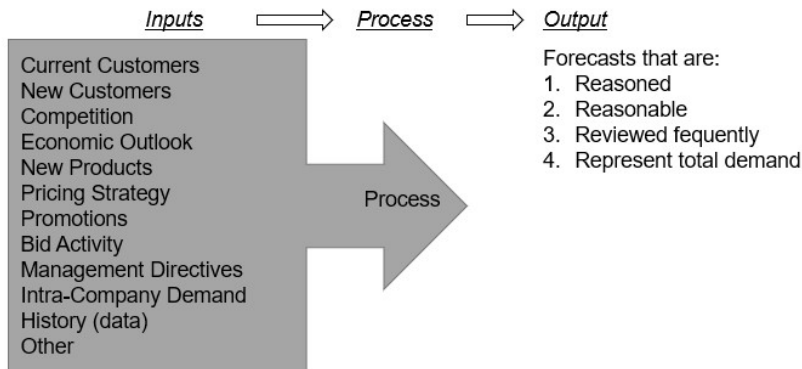 Inputs Process Output
Current Customers
New Customers
Competition
Economic Outlook
New Products
Pricing Strategy
Promotions
Bid Activity
Management Directives
Intra-Company Demand
History (data)
Other
Process
Forecasts that are:
1. Reasoned
2. Reasonable
3. Reviewed fequently
4. Represent total demand